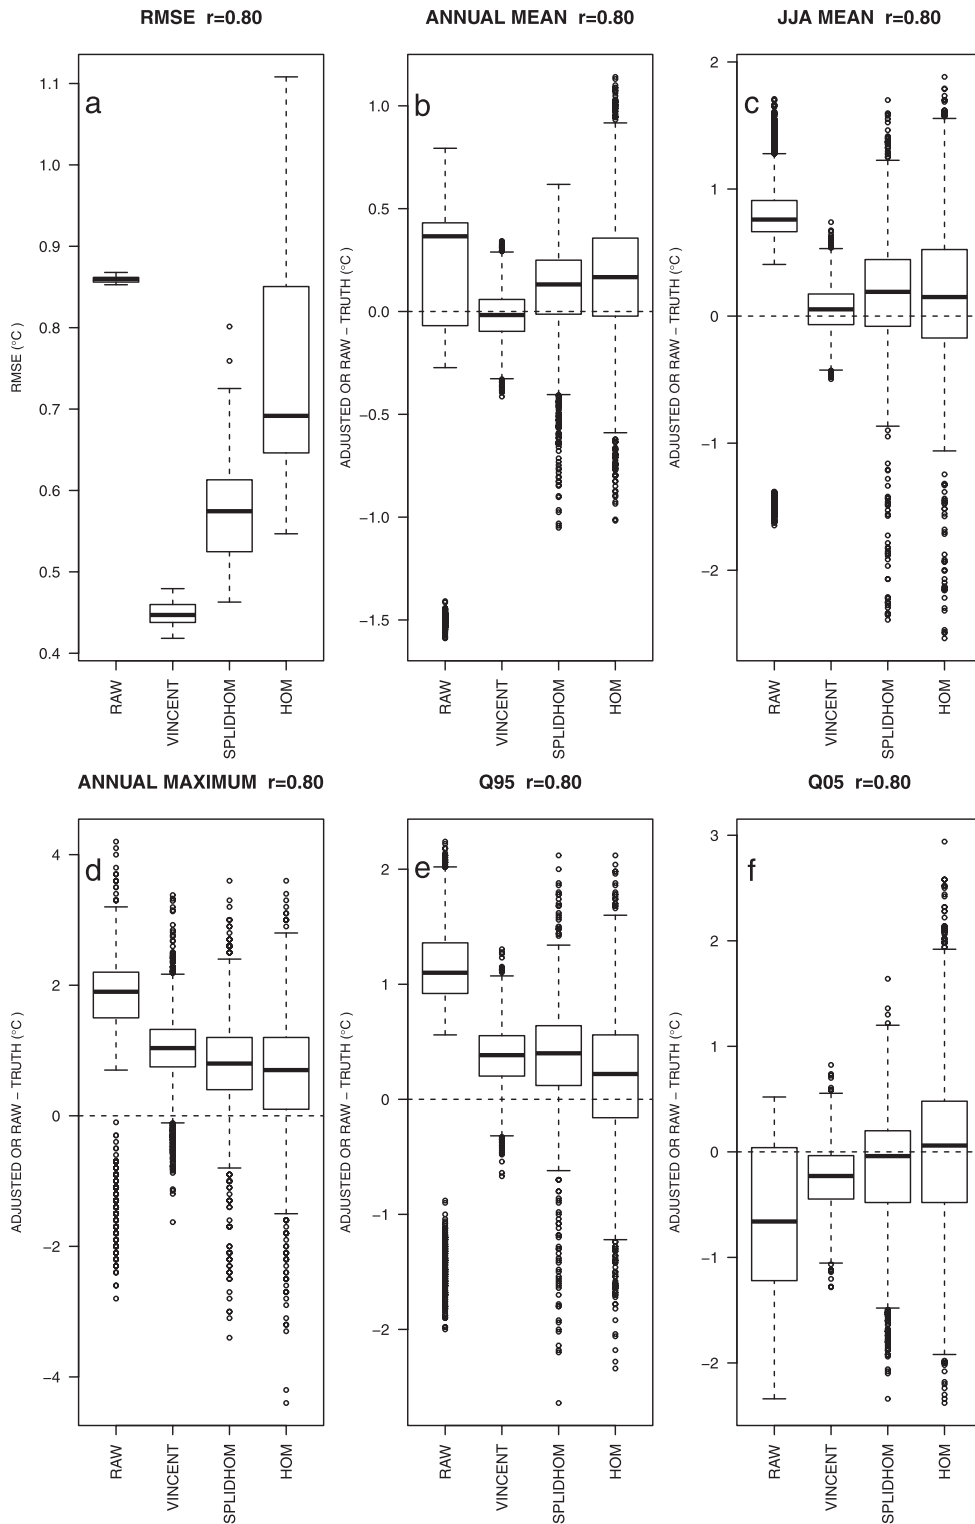 RMSE r=0.80
a
RMSE (°C)
1.1
1.0
0.9
0.8
0.7
0.6
0.5
0.4
RAW
VINCENT
SPLIDHOM
HOM
ANNUAL MEAN r=0.80
b
ADJUSTED OR RAW – TRUTH (°C)
1.0
0.5
0.0
−0.5
−1.0
−1.5
RAW
VINCENT
SPLIDHOM
HOM
JJA MEAN r=0.80
c
ADJUSTED OR RAW – TRUTH (°C)
2
1
0
−1
−2
RAW
VINCENT
SPLIDHOM
HOM
ANNUAL MAXIMUM r=0.80
d
ADJUSTED OR RAW – TRUTH (°C)
4
2
0
−2
−4
RAW
VINCENT
SPLIDHOM
HOM
Q95 r=0.80
e
ADJUSTED OR RAW – TRUTH (°C)
2
1
0
−1
−2
RAW
VINCENT
SPLIDHOM
HOM
Q05 r=0.80
f
ADJUSTED OR RAW – TRUTH (°C)
3
2
1
0
−1
−2
RAW
VINCENT
SPLIDHOM
HOM